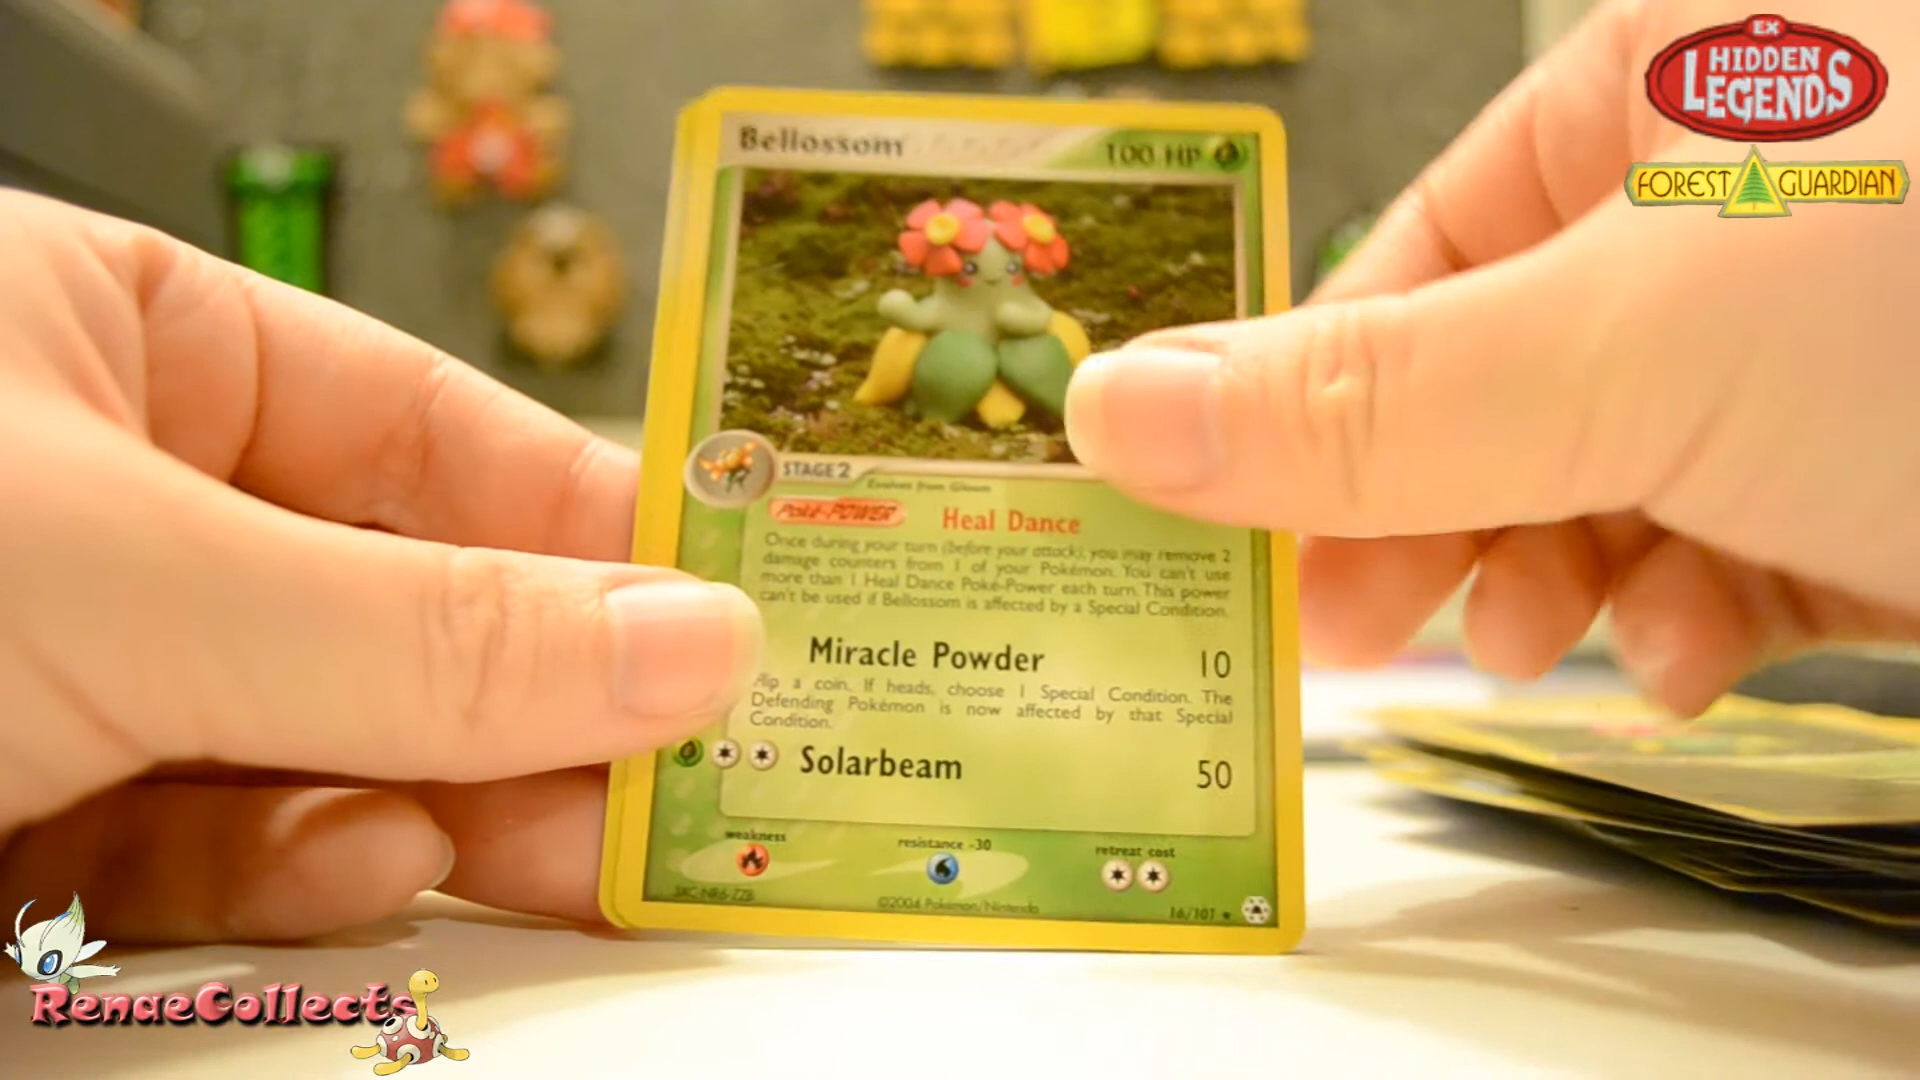 EX
HIDDEN
LEGENDS
FOREST GUARDIAN
Bellossom
100 HP
STAGE 2
Evolves from Gloom
Poké-POWER Heal Dance
Once during your turn (before your attack), you may remove 2
damage counters from 1 of your Pokémon. You can't use
more than 1 Heal Dance Poké-Power each turn. This power
can't be used if Bellossom is affected by a Special Condition.
Miracle Powder 10
Flip a coin. If heads, choose 1 Special Condition. The
Defending Pokémon is now affected by that Special
Condition.
Solarbeam 50
weakness
resistance -30
retreat cost
©2004 Pokémon/Nintendo
16/101
RenaeCollects